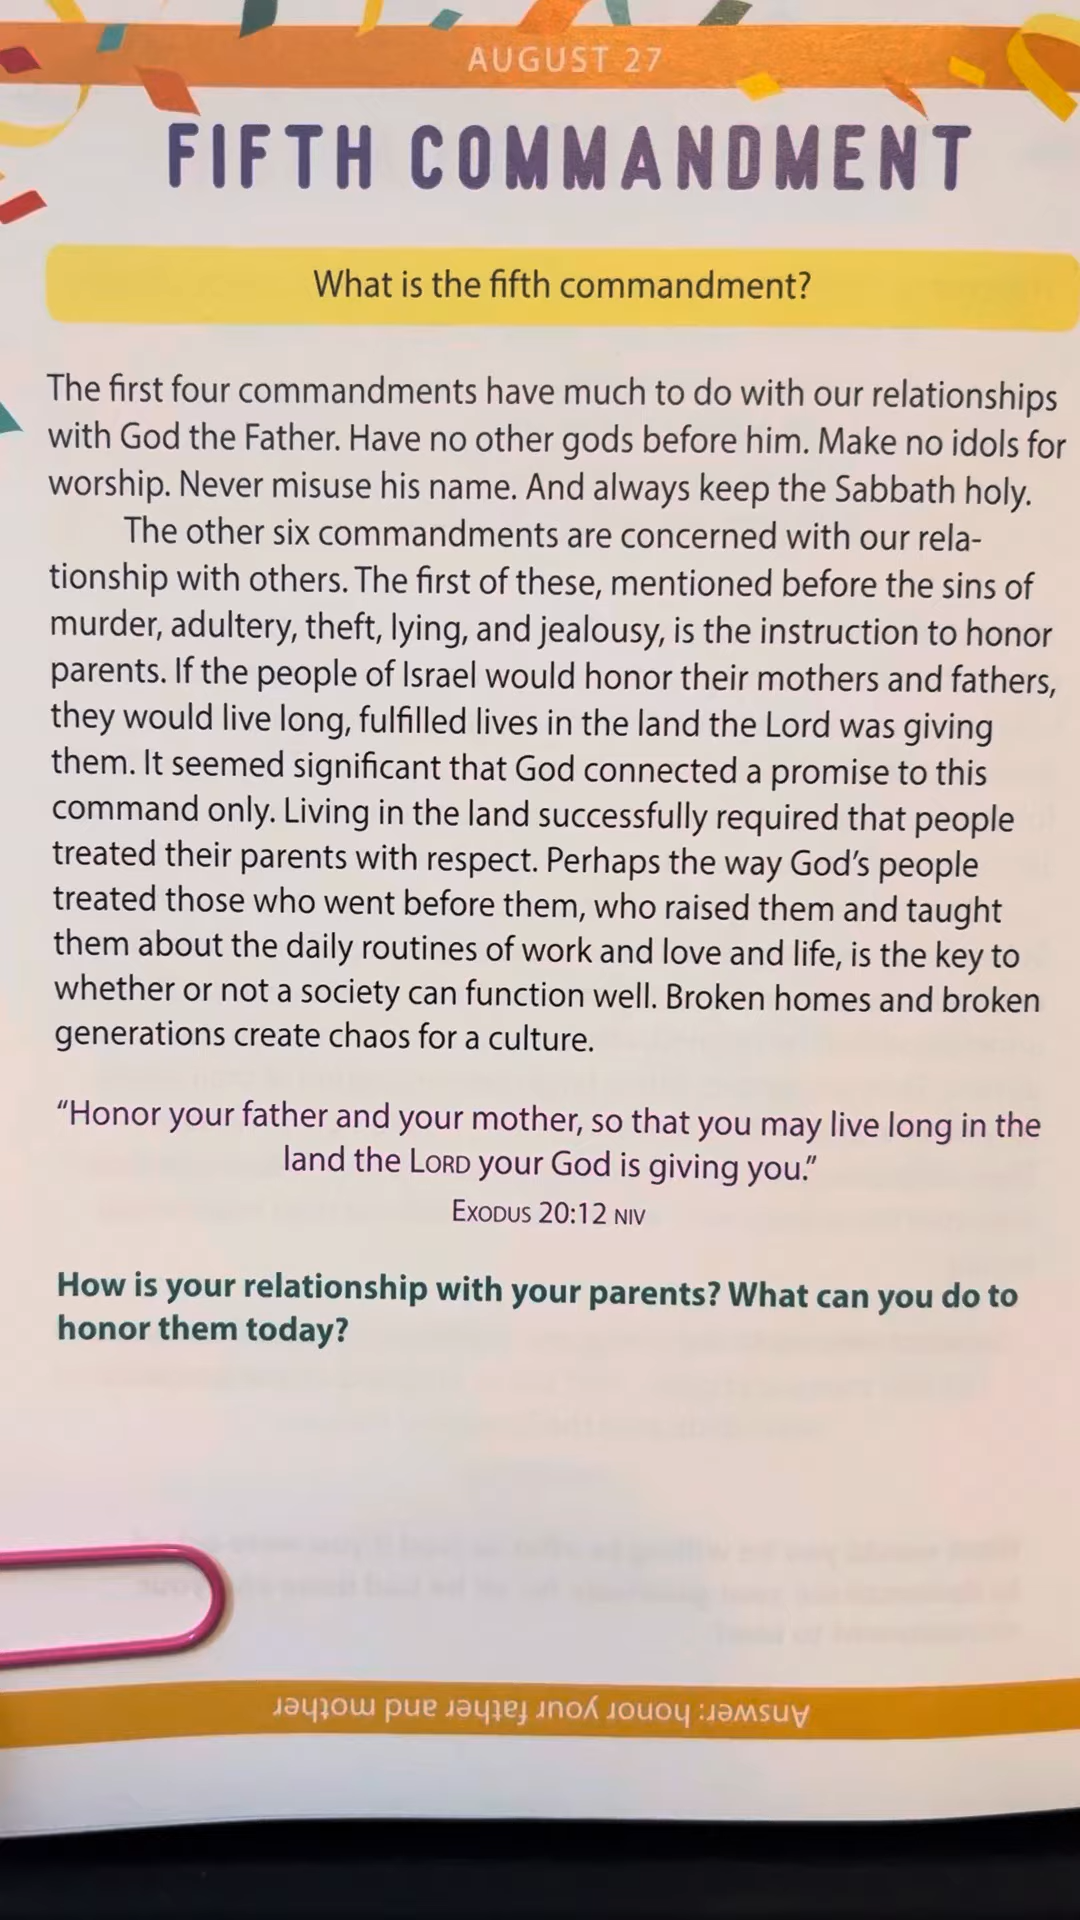 AUGUST 27
FIFTH COMMANDMENT
What is the fifth commandment?
The first four commandments have much to do with our relationships
with God the Father. Have no other gods before him. Make no idols for
worship. Never misuse his name. And always keep the Sabbath holy.
The other six commandments are concerned with our rela-
tionship with others. The first of these, mentioned before the sins of
murder, adultery, theft, lying, and jealousy, is the instruction to honor
parents. If the people of Israel would honor their mothers and fathers,
they would live long, fulfilled lives in the land the Lord was giving
them. It seemed significant that God connected a promise to this
command only. Living in the land successfully required that people
treated their parents with respect. Perhaps the way God’s people
treated those who went before them, who raised them and taught
them about the daily routines of work and love and life, is the key to
whether or not a society can function well. Broken homes and broken
generations create chaos for a culture.
“Honor your father and your mother, so that you may live long in the
land the LORD your God is giving you.”
EXODUS 20:12 NIV
How is your relationship with your parents? What can you do to
honor them today?
Answer: honor your father and mother